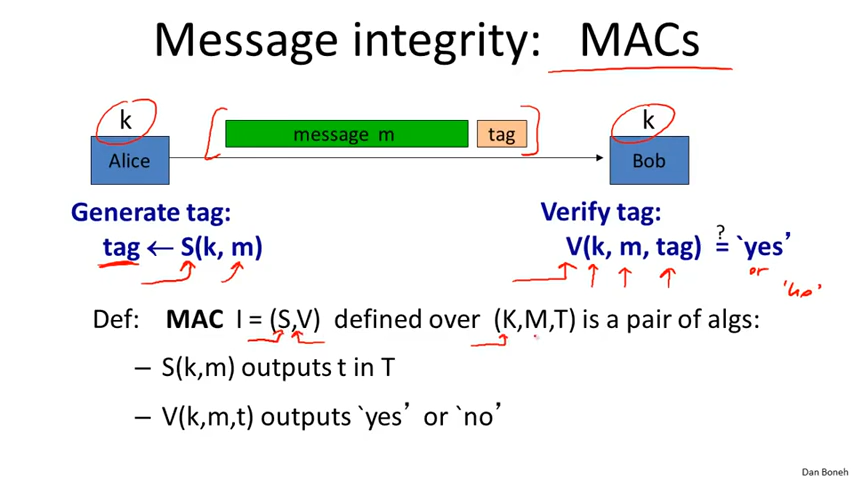 Message integrity: MACs
k k
message m tag
Alice Bob
Generate tag: Verify tag:
tag ← S(k, m) V(k, m, tag) ≟ `yes’
or
‘no’
Def: MAC I = (S,V) defined over (K,M,T) is a pair of algs:
– S(k,m) outputs t in T
– V(k,m,t) outputs `yes’ or `no’
Dan Boneh